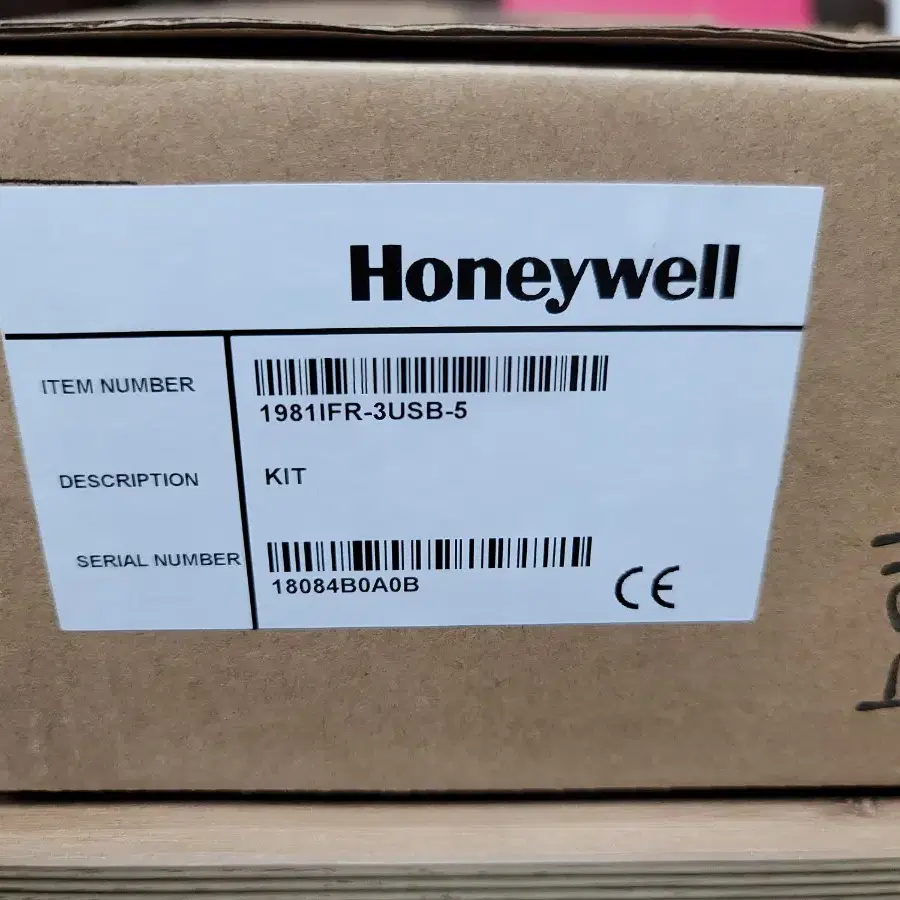 Honeywell
ITEM NUMBER
1981IFR-3USB-5
DESCRIPTION
KIT
SERIAL NUMBER
18084B0A0B
CE